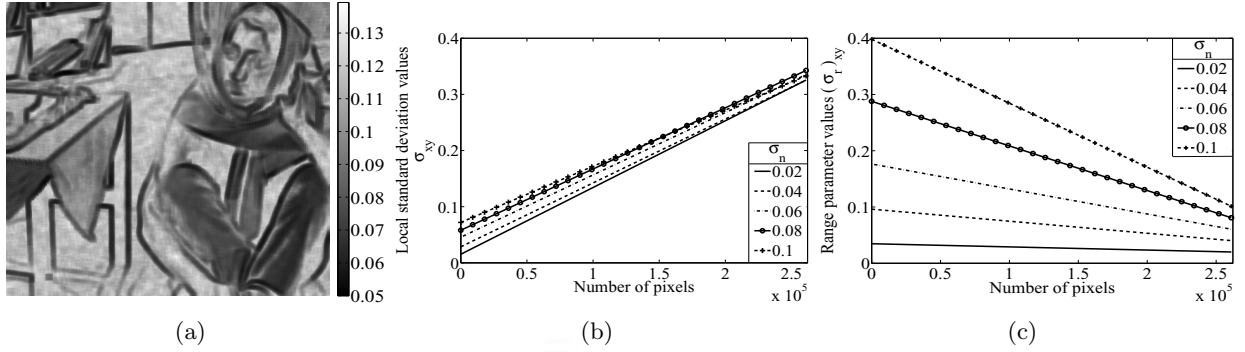 0.13
0.12
0.11
0.1
0.09
0.08
0.07
0.06
0.05
(a)
Local standard deviation values
σxy
0.4
0.3
0.2
0.1
0
0 0.5 1 1.5 2 2.5
Number of pixels
x 10^5
σn
0.02
0.04
0.06
0.08
0.1
(b)
Range parameter values (σr)xy
0.4
0.3
0.2
0.1
0
0 0.5 1 1.5 2 2.5
Number of pixels
x 10^5
σn
0.02
0.04
0.06
0.08
0.1
(c)